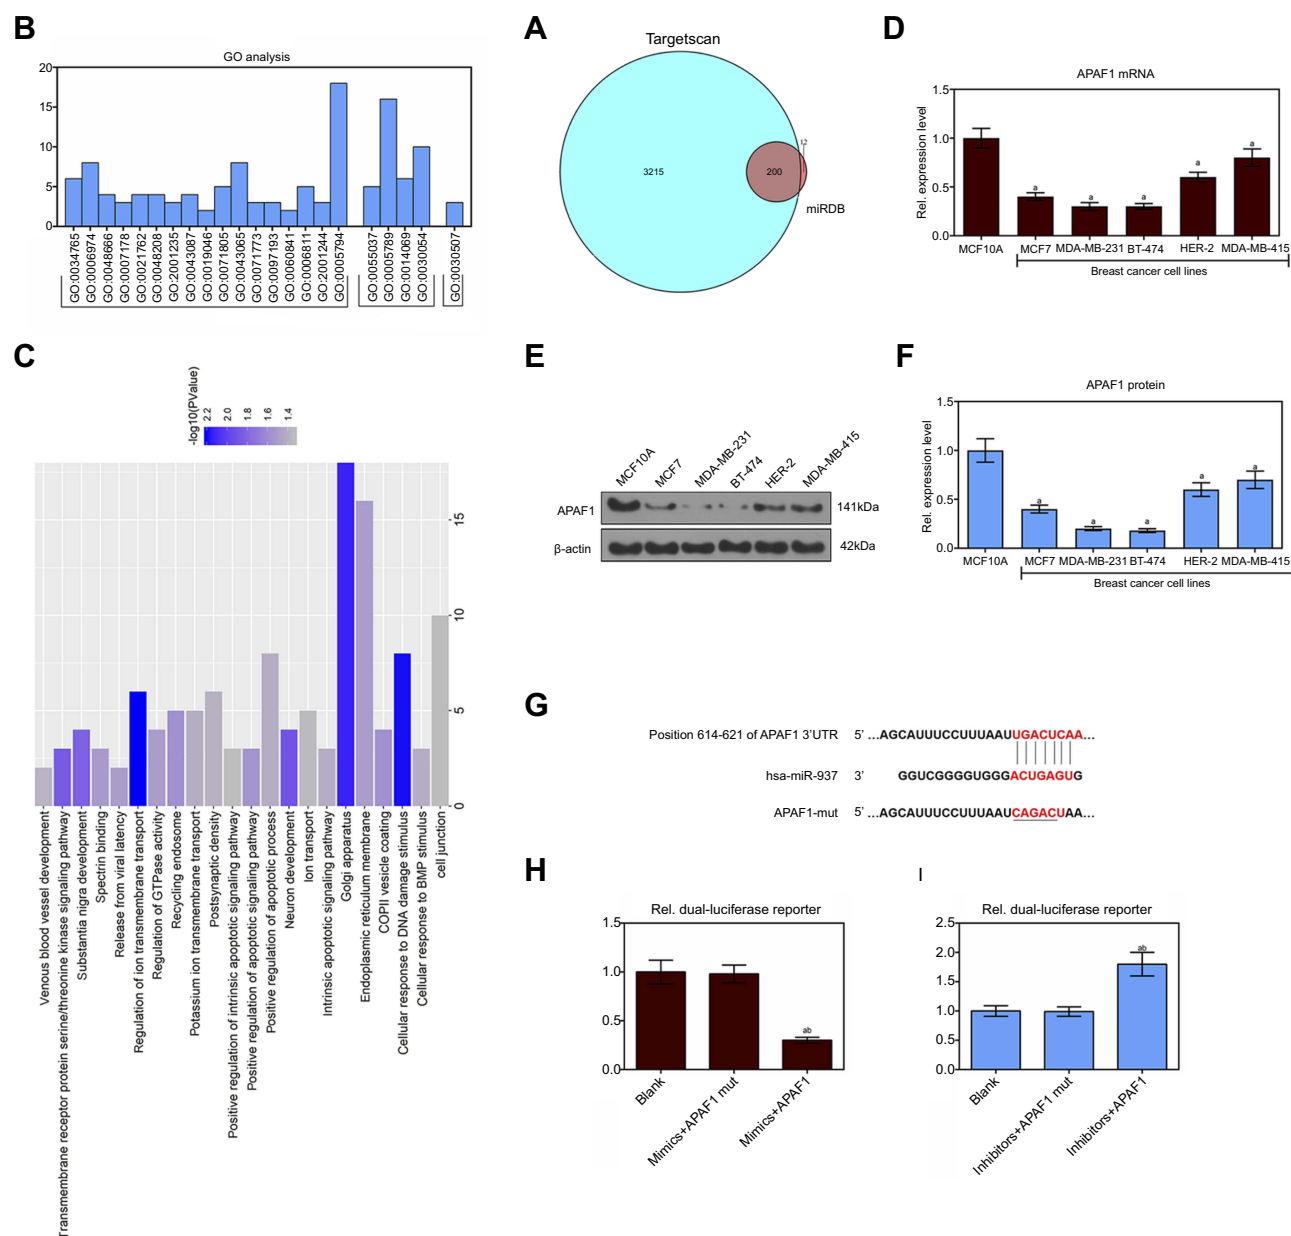 B
GO analysis
20
15
10
5
0
GO:0034765
GO:0006974
GO:0048666
GO:0007178
GO:0021762
GO:0048208
GO:2001235
GO:0043087
GO:0019046
GO:0071805
GO:0043065
GO:0071773
GO:0097193
GO:0060841
GO:0006811
GO:2001244
GO:0005794
GO:0055037
GO:0005789
GO:0014069
GO:0030054
GO:0030507
A
Targetscan
3215
200
12
miRDB
D
APAF1 mRNA
Rel. expression level
1.5
1.0
0.5
0.0
a
a
a
a
a
MCF10A
MCF7
MDA-MB-231
BT-474
HER-2
MDA-MB-415
Breast cancer cell lines
C
-log10(PValue)
2.2
2.0
1.8
1.6
1.4
15
10
5
0
Venous blood vessel development
Transmembrane receptor protein serine/threonine kinase signaling pathway
Substantia nigra development
Spectrin binding
Release from viral latency
Regulation of ion transmembrane transport
Regulation of GTPase activity
Recycling endosome
Potassium ion transmembrane transport
Postsynaptic density
Positive regulation of intrinsic apoptotic signaling pathway
Positive regulation of apoptotic signaling pathway
Positive regulation of apoptotic process
Neuron development
Ion transport
Intrinsic apoptotic signaling pathway
Golgi apparatus
Endoplasmic reticulum membrane
COPII vesicle coating
Cellular response to DNA damage stimulus
Cellular response to BMP stimulus
cell junction
E
MCF10A
MCF7
MDA-MB-231
BT-474
HER-2
MDA-MB-415
APAF1
141kDa
β-actin
42kDa
F
APAF1 protein
Rel. expression level
1.5
1.0
0.5
0.0
a
a
a
a
a
MCF10A
MCF7
MDA-MB-231
BT-474
HER-2
MDA-MB-415
Breast cancer cell lines
G
Position 614-621 of APAF1 3'UTR 5' ...AGCAUUUCCUUUAAUUGACUCAA...
hsa-miR-937 3' GGUCGGGGUGGGACUGAGUG
APAF1-mut 5' ...AGCAUUUCCUUUAAUCAGACUAA...
H
Rel. dual-luciferase reporter
1.5
1.0
0.5
0.0
ab
Blank
Mimics+APAF1 mut
Mimics+APAF1
I
Rel. dual-luciferase reporter
2.5
2.0
1.5
1.0
0.5
0.0
ab
Blank
Inhibitors+APAF1 mut
Inhibitors+APAF1